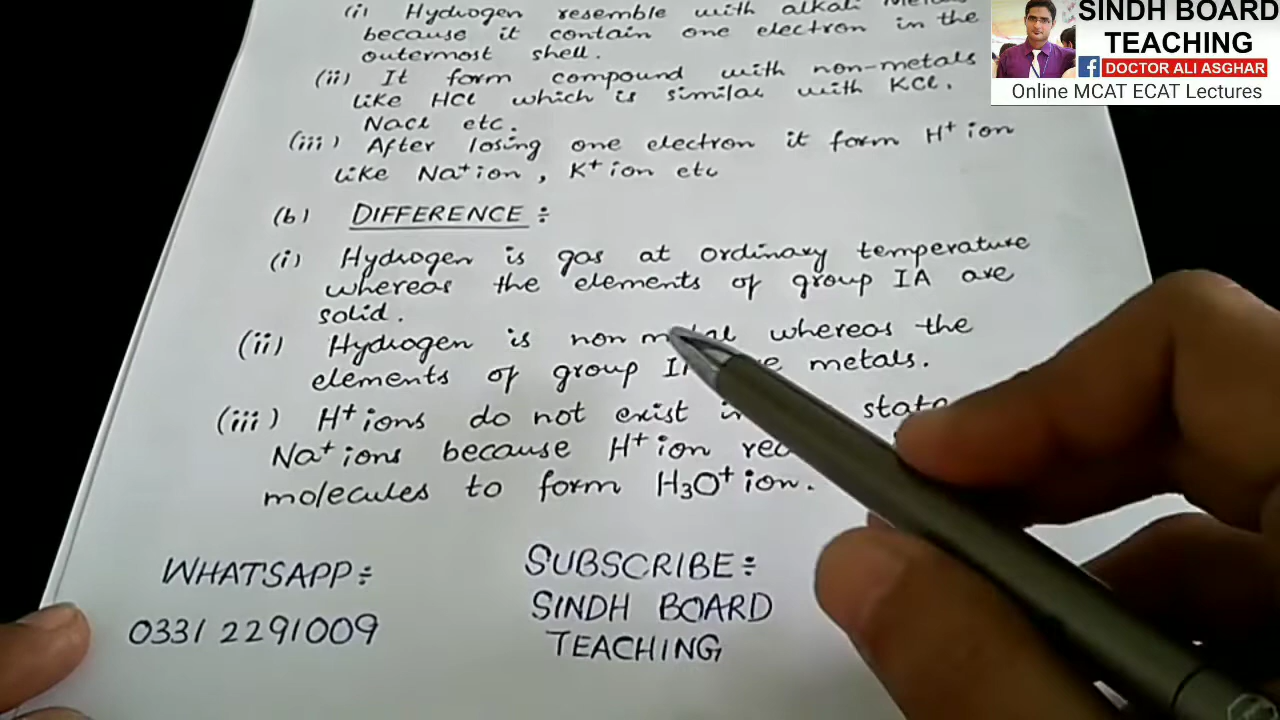 (i) Hydrogen resemble with alkali Metals
because it contain one electron in the
outermost shell.
(ii) It form compound with non-metals
like HCl which is similar with KCl.
NaCl etc.
(iii) After losing one electron it form H⁺ ion
like Na⁺ion, K⁺ ion etc
(b) DIFFERENCE ÷
(i) Hydrogen is gas at ordinary temperature
whereas the elements of group IA are
solid.
(ii) Hydrogen is non metal whereas the
elements of group metals.
(iii) H⁺ions do not exist
Na⁺ions because H⁺ion
molecules to form H₃O⁺ion.
WHATSAPP ÷
0331 2291009
SUBSCRIBE ÷
SINDH BOARD
TEACHING
SINDH BOARD
TEACHING
f DOCTOR ALI ASGHAR
Online MCAT ECAT Lectures